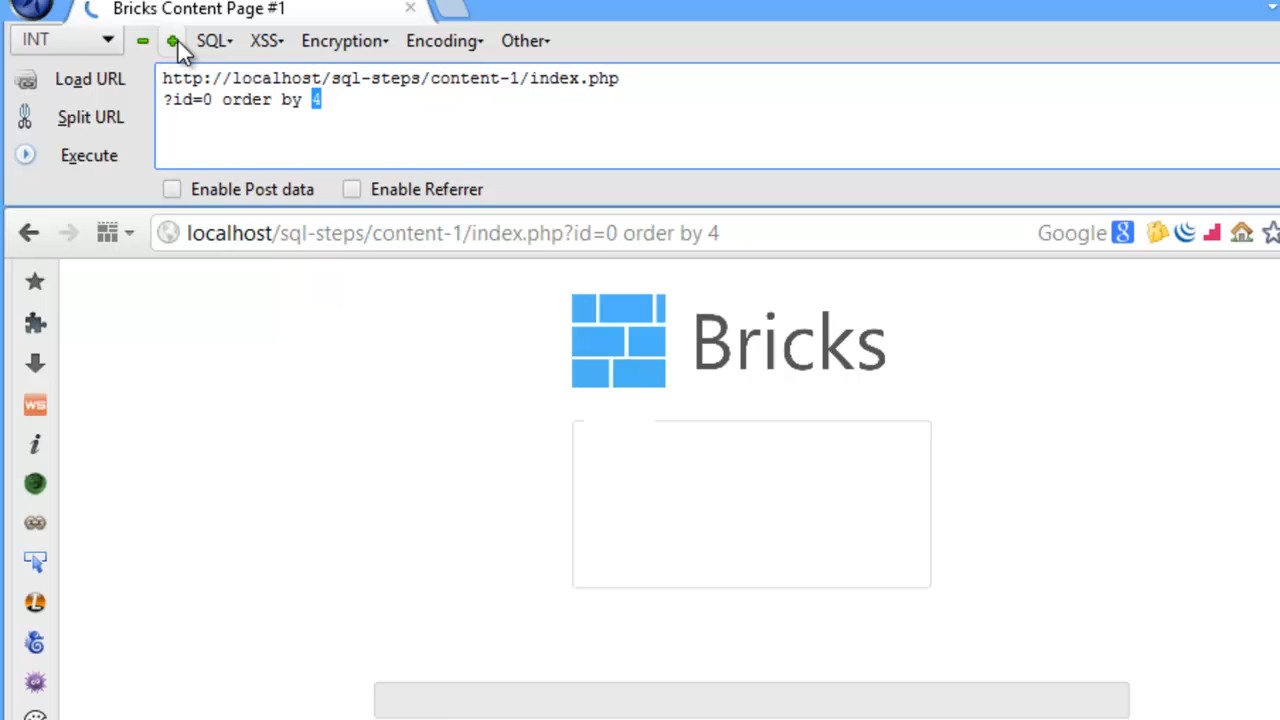 Bricks Content Page #1
INT
SQL
XSS
Encryption
Encoding
Other
Load URL
http://localhost/sql-steps/content-1/index.php
?id=0 order by 4
Split URL
Execute
Enable Post data
Enable Referrer
localhost/sql-steps/content-1/index.php?id=0 order by 4
Google 8
Bricks
WS
i